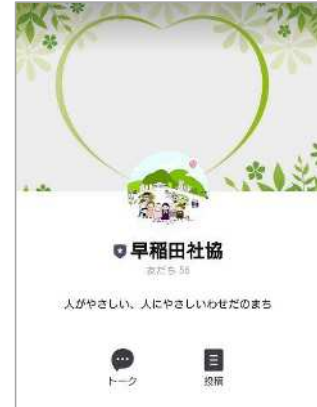 早稲田社協
友だち 56
人がやさしい、人にやさしいわせだのまち
トーク
投稿